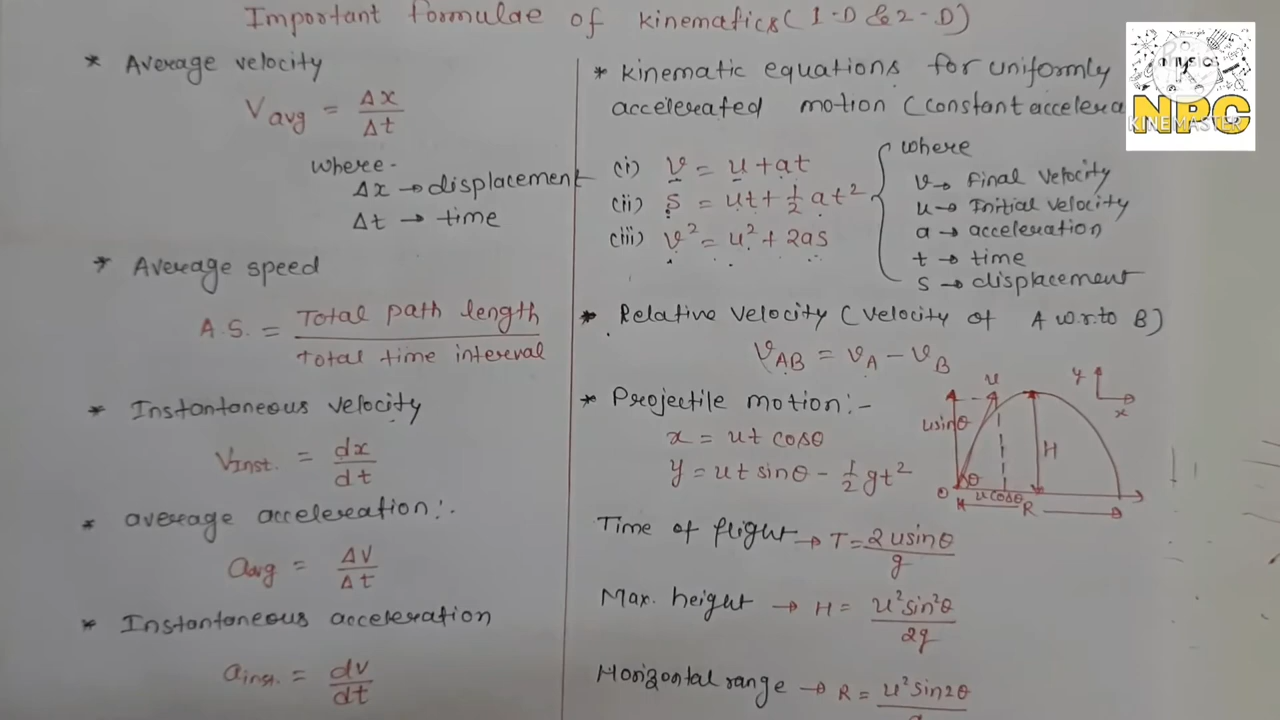 Important formulae of kinematics (1-D & 2-D)
* Average velocity
Vavg = Δx/Δt
where-
Δx → displacement
Δt → time
* Average speed
A.S. = Total path length / Total time interval
* Instantaneous velocity
VInst. = dx/dt
* average acceleration:.
aavg = ΔV/Δt
* Instantaneous acceleration
ainst. = dv/dt
* Kinematic equations for uniformly
accelerated motion (constant accelera
(i) v = u + at
(ii) s = ut + 1/2 at²
(iii) v² = u² + 2as
where
v → Final velocity
u → Initial velocity
a → acceleration
t → time
s → displacement
* Relative velocity (velocity of A w.r.to B)
vAB = vA - vB
* Projectile motion:-
x = ut cosθ
y = ut sinθ - 1/2 gt²
u
y
x
usinθ
H
θ
O
ucosθ
R
Time of flight → T = 2usinθ/g
Max. height → H = u²sin²θ/2g
Horizontal range → R = u²sin2θ
physics
NPC
KINEMASTER